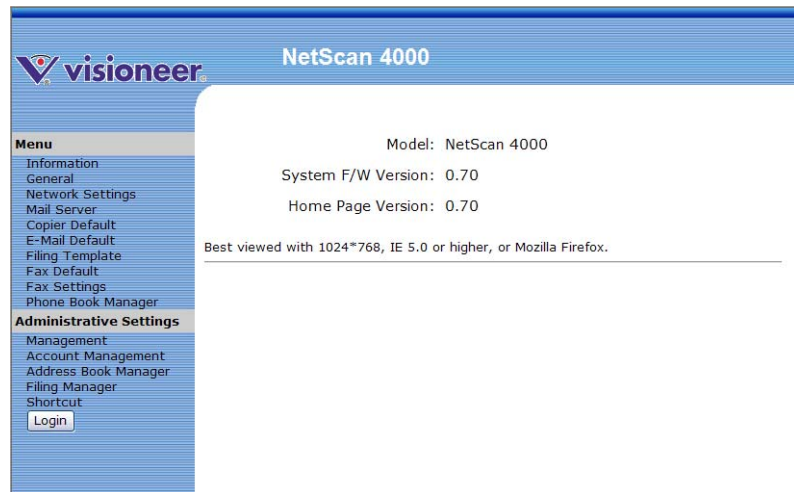 visioneer®
NetScan 4000
Menu
Information
General
Network Settings
Mail Server
Copier Default
E-Mail Default
Filing Template
Fax Default
Fax Settings
Phone Book Manager
Administrative Settings
Management
Account Management
Address Book Manager
Filing Manager
Shortcut
Login
Model: NetScan 4000
System F/W Version: 0.70
Home Page Version: 0.70
Best viewed with 1024*768, IE 5.0 or higher, or Mozilla Firefox.